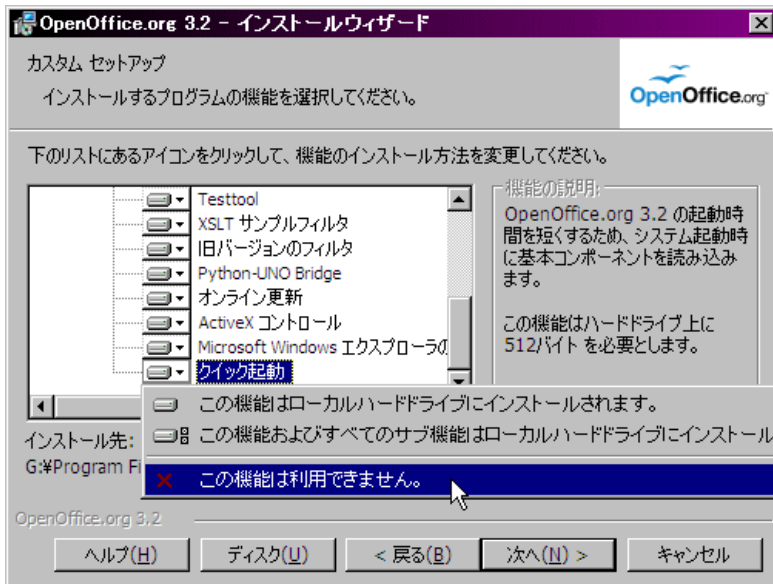 OpenOffice.org 3.2 - インストールウィザード
カスタム セットアップ
インストールするプログラムの機能を選択してください。
OpenOffice.org
下のリストにあるアイコンをクリックして、機能のインストール方法を変更してください。
Testtool
XSLT サンプルフィルタ
旧バージョンのフィルタ
Python-UNO Bridge
オンライン更新
ActiveX コントロール
Microsoft Windows エクスプローラの
クイック起動
機能の説明:
OpenOffice.org 3.2 の起動時
間を短くするため、システム起動時
に基本コンポーネントを読み込み
ます。
この機能はハードドライブ上に
512バイト を必要とします。
この機能はローカルハードドライブにインストールされます。
この機能およびすべてのサブ機能はローカルハードドライブにインストール
この機能は利用できません。
インストール先:
G:¥Program Fi
OpenOffice.org 3.2
ヘルプ(H)
ディスク(U)
< 戻る(B)
次へ(N) >
キャンセル